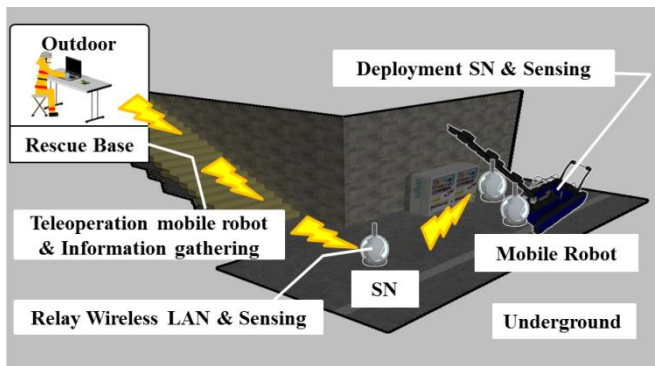 Outdoor
Rescue Base
Teleoperation mobile robot
& Information gathering
Relay Wireless LAN & Sensing
SN
Deployment SN & Sensing
Mobile Robot
Underground